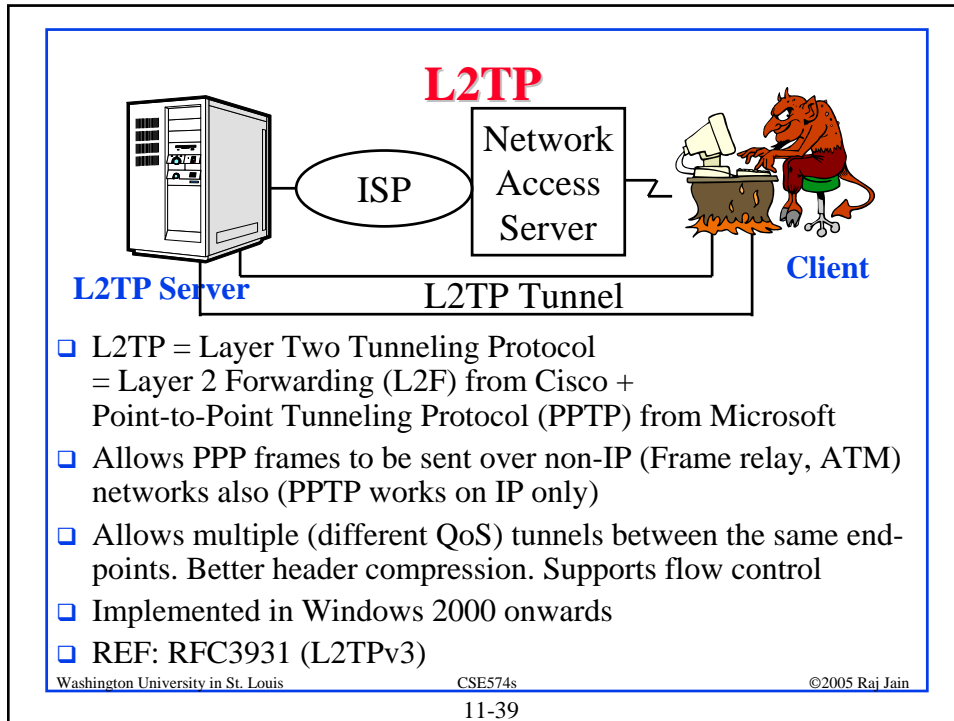 L2TP
Network
Access
Server
ISP
L2TP Server
Client
L2TP Tunnel
❑ L2TP = Layer Two Tunneling Protocol
= Layer 2 Forwarding (L2F) from Cisco +
Point-to-Point Tunneling Protocol (PPTP) from Microsoft
❑ Allows PPP frames to be sent over non-IP (Frame relay, ATM)
networks also (PPTP works on IP only)
❑ Allows multiple (different QoS) tunnels between the same end-
points. Better header compression. Supports flow control
❑ Implemented in Windows 2000 onwards
❑ REF: RFC3931 (L2TPv3)
Washington University in St. Louis CSE574s ©2005 Raj Jain
11-39